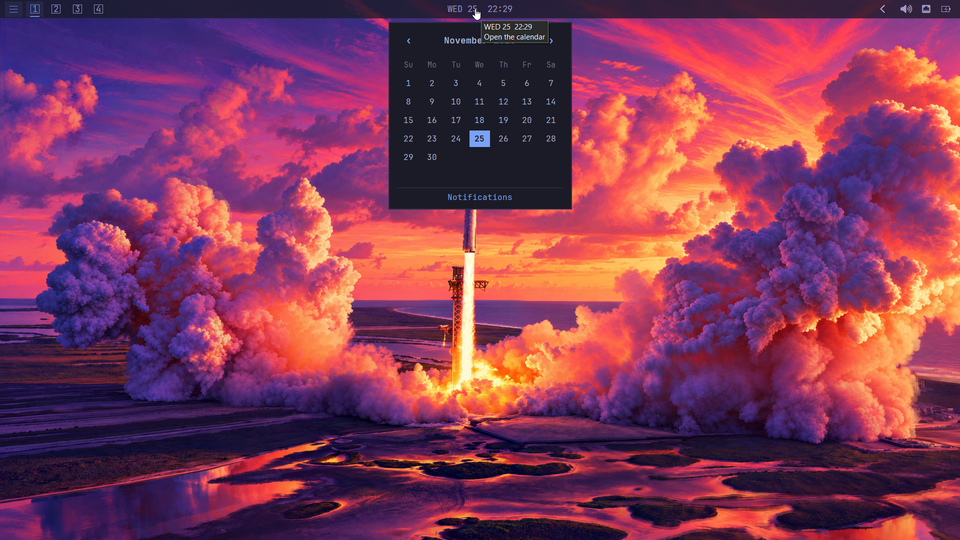 1 2 3 4
WED 25 22:29
WED 25 22:29
Open the calendar
‹ Novembe ›
Su Mo Tu We Th Fr Sa
1 2 3 4 5 6 7
8 9 10 11 12 13 14
15 16 17 18 19 20 21
22 23 24 25 26 27 28
29 30
Notifications